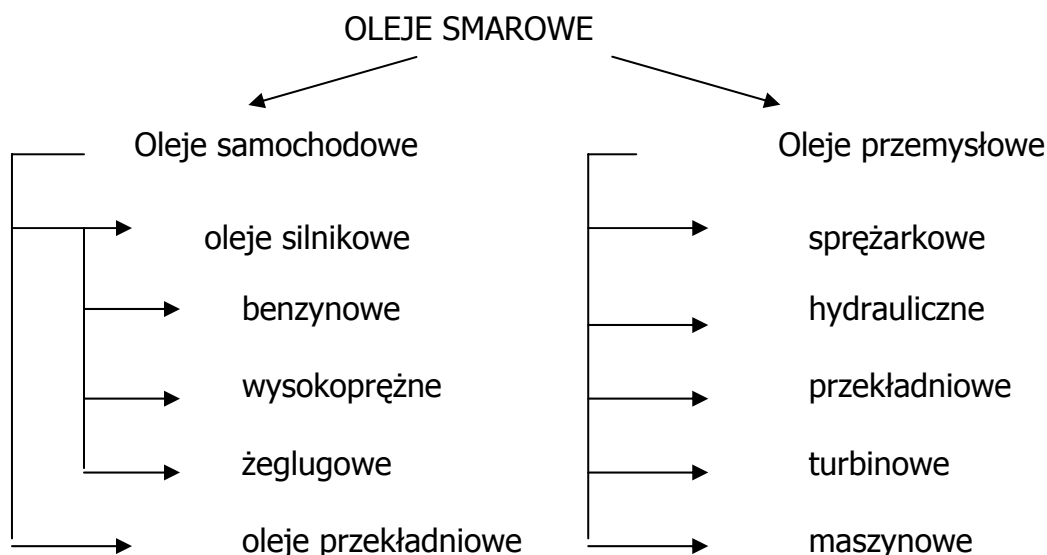 OLEJE SMAROWE
Oleje samochodowe
oleje silnikowe
benzynowe
wysokoprężne
żeglugowe
oleje przekładniowe
Oleje przemysłowe
sprężarkowe
hydrauliczne
przekładniowe
turbinowe
maszynowe